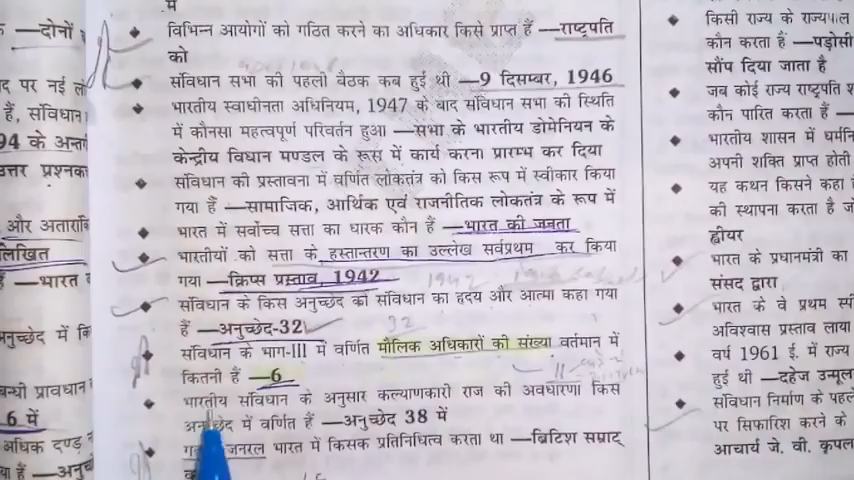 में
विभिन्न आयोगों को गठित करने का अधिकार किसे प्राप्त हैं —राष्ट्रपति
को
संविधान सभा की पहली बैठक कब हुई थी —9 दिसम्बर, 1946
भारतीय स्वाधीनता अधिनियम, 1947 के बाद संविधान सभा की स्थिति
में कौनसा महत्वपूर्ण परिवर्तन हुआ —सभा के भारतीय डोमेनियन के
केन्द्रीय विधान मण्डल के रूस में कार्य करना प्रारम्भ कर दिया
संविधान की प्रस्तावना में वर्णित लोकतंत्र को किस रूप में स्वीकार किया
गया हैं —सामाजिक, आर्थिक एवं राजनीतिक लोकतंत्र के रूप में
भारत में सर्वोच्च सत्ता का धारक कौन हैं —भारत की जनता
भारतीयों को सत्ता के हस्तान्तरण का उल्लेख सर्वप्रथम कर किया
गया —क्रिप्स प्रस्ताव, 1942
1942
संविधान के किस अनुच्छेद को संविधान का हृदय और आत्मा कहा गया
हैं —अनुच्छेद-32
32
संविधान के भाग-III में वर्णित मौलिक अधिकारों की संख्या वर्तमान में
कितनी हैं —6
भारतीय संविधान के अनुसार कल्याणकारी राज की अवधारणा किस
में वर्णित हैं —अनुच्छेद 38 में
जनरल भारत में किसक प्रतिनिधित्व करता था —ब्रिटिश सम्राट्
—दोनों
पर नई
हैं, संविधान
94 के अन्त
उत्तर प्रश्नक
और अतारांकि
लिखित
—भारत
में
प्रावधान
6 में
अधिक दण्ड
किसी राज्य के राज्यपाल
कौन करता हैं —पड़ोसी
सौंप दिया जाता है
जब कोई राज्य राष्ट्रपति
कौन पारित करता हैं —
भारतीय शासन में धर्मनि
अपनी शक्ति प्राप्त होती
यह कथन किसने कहा
की स्थापना करता है
ह्वीयर
भारत के प्रधानमंत्री का
संसद द्वारा
भारत के वे प्रथम
अविश्वास प्रस्ताव लाया
वर्ष 1961 ई. में राज्य
हुई थी —दहेज उन्मूल
संविधान निर्माण के पहल
पर सिफारिश करने के
आचार्य जे. वी. कृपल